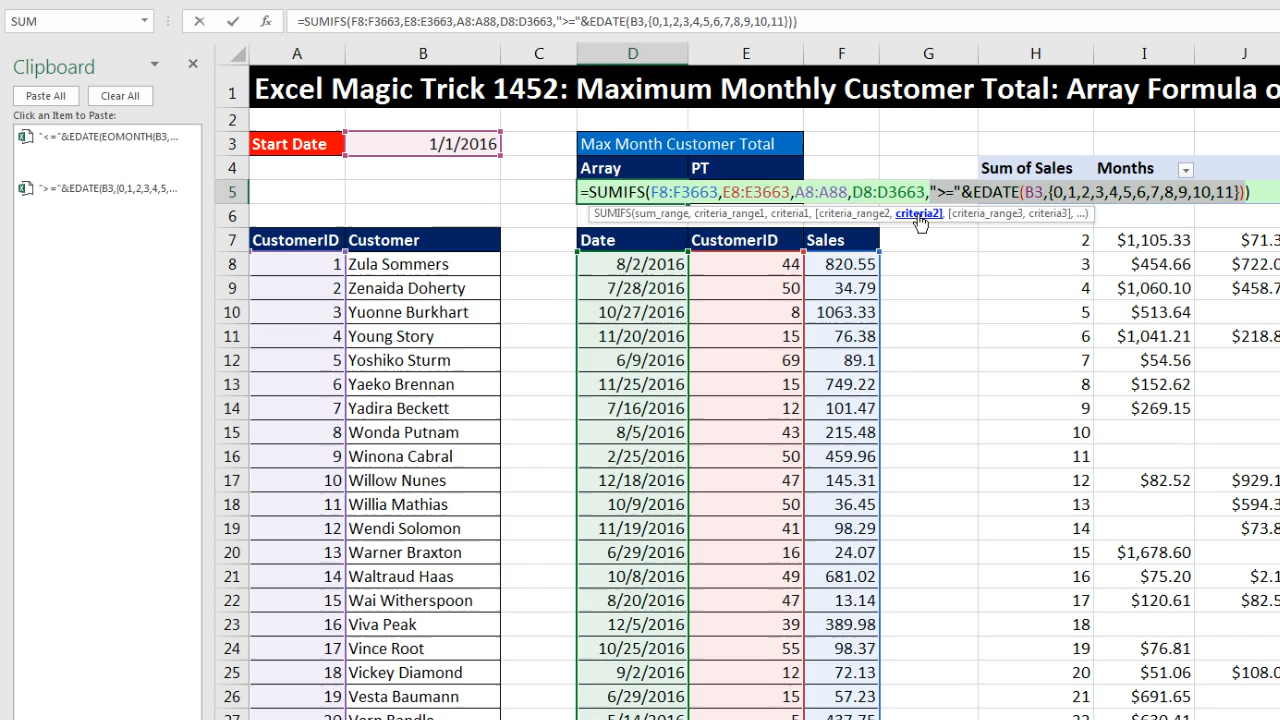 SUM
=SUMIFS(F8:F3663,E8:E3663,A8:A88,D8:D3663,">="&EDATE(B3,{0,1,2,3,4,5,6,7,8,9,10,11}))
Clipboard
Paste All Clear All
Click an Item to Paste:
"<="&EDATE(EOMONTH(B3,...
">="&EDATE(B3,{0,1,2,3,4,5,...
A B C D E F G H I J
1 Excel Magic Trick 1452: Maximum Monthly Customer Total: Array Formula o
2
3 Start Date 1/1/2016 Max Month Customer Total
4 Array PT Sum of Sales Months
5 =SUMIFS(F8:F3663,E8:E3663,A8:A88,D8:D3663,">="&EDATE(B3,{0,1,2,3,4,5,6,7,8,9,10,11}))
6 SUMIFS(sum_range, criteria_range1, criteria1, [criteria_range2, criteria2], [criteria_range3, criteria3], ...)
7 CustomerID Customer Date CustomerID Sales 2 $1,105.33 $71.3
8 1 Zula Sommers 8/2/2016 44 820.55 3 $454.66 $722.0
9 2 Zenaida Doherty 7/28/2016 50 34.79 4 $1,060.10 $458.7
10 3 Yuonne Burkhart 10/27/2016 8 1063.33 5 $513.64
11 4 Young Story 11/20/2016 15 76.38 6 $1,041.21 $218.8
12 5 Yoshiko Sturm 6/9/2016 69 89.1 7 $54.56
13 6 Yaeko Brennan 11/25/2016 15 749.22 8 $152.62
14 7 Yadira Beckett 7/16/2016 12 101.47 9 $269.15
15 8 Wonda Putnam 8/5/2016 43 215.48 10
16 9 Winona Cabral 2/25/2016 50 459.96 11
17 10 Willow Nunes 12/18/2016 47 145.31 12 $82.52 $929.1
18 11 Willia Mathias 10/9/2016 50 36.45 13 $594.3
19 12 Wendi Solomon 11/19/2016 41 98.29 14 $73.8
20 13 Warner Braxton 6/29/2016 16 24.07 15 $1,678.60
21 14 Waltraud Haas 10/8/2016 49 681.02 16 $75.20 $2.1
22 15 Wai Witherspoon 8/20/2016 47 13.14 17 $120.61 $82.5
23 16 Viva Peak 12/5/2016 39 389.98 18
24 17 Vince Root 10/25/2016 55 98.37 19 $76.81
25 18 Vickey Diamond 9/2/2016 12 72.13 20 $51.06 $108.0
26 19 Vesta Baumann 6/29/2016 15 57.23 21 $691.65